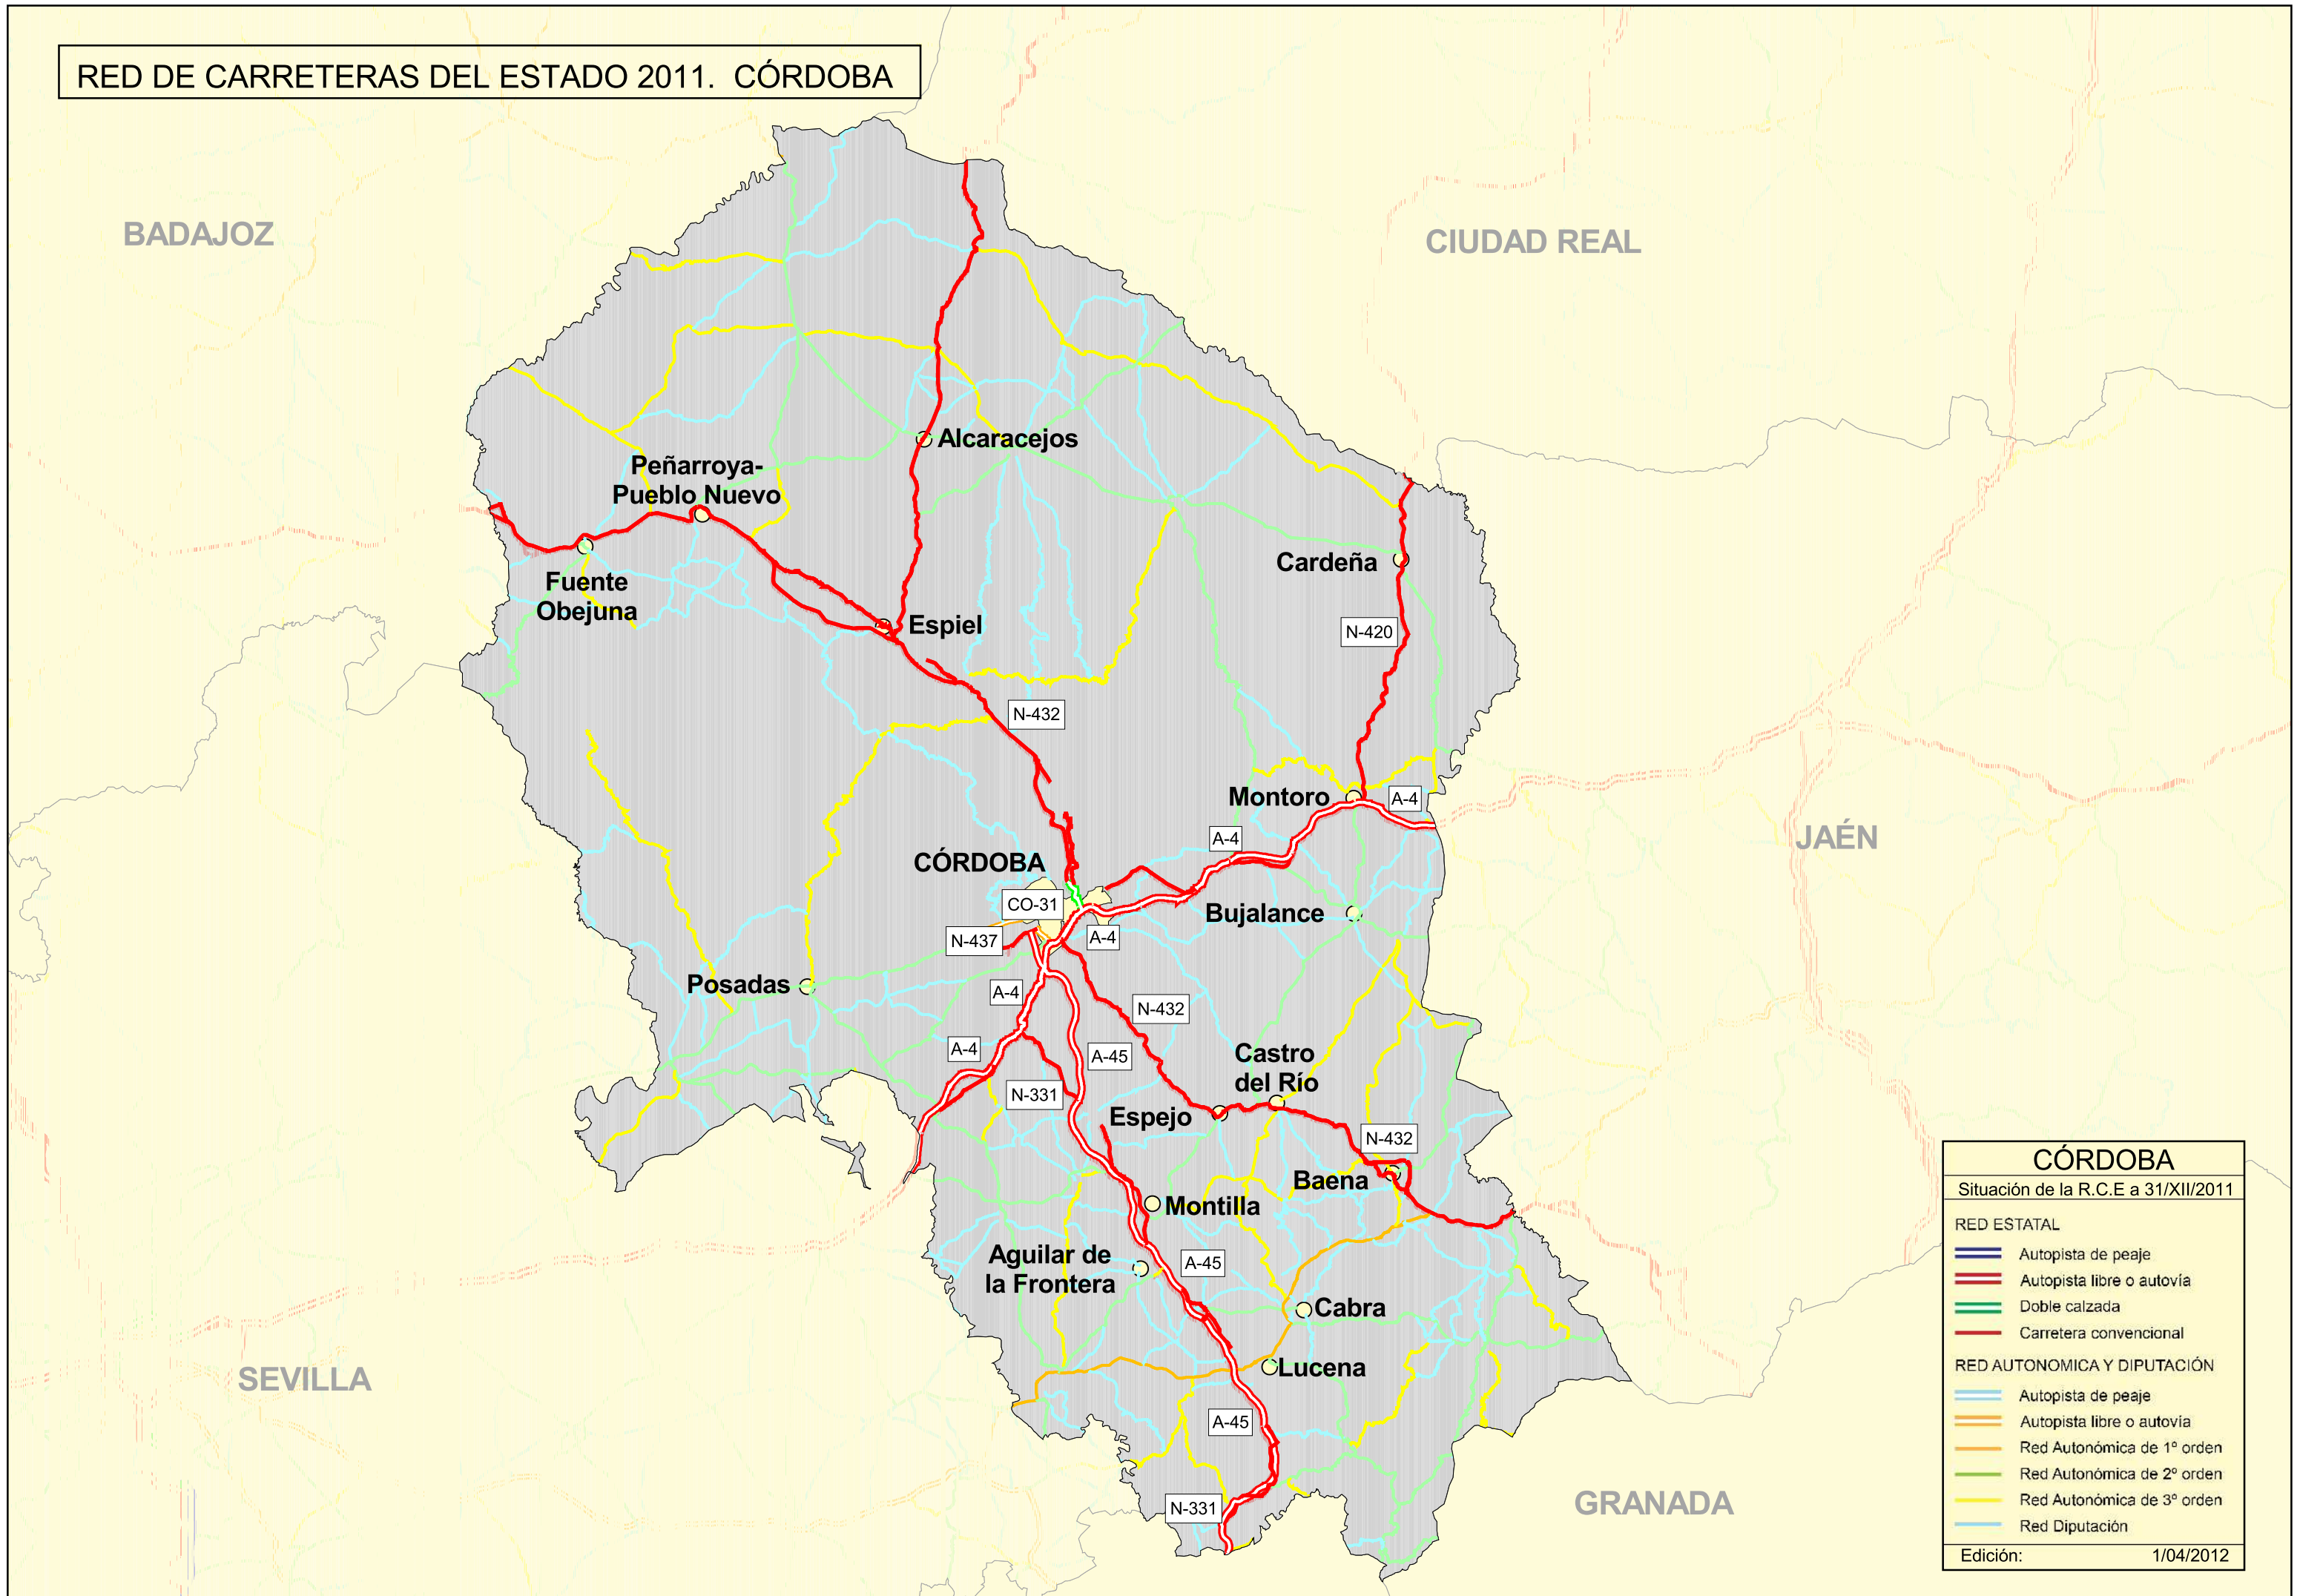 RED DE CARRETERAS DEL ESTADO 2011. CÓRDOBA
BADAJOZ
CIUDAD REAL
Alcaracejos
Peñarroya-
Pueblo Nuevo
Cardeña
Fuente
Obejuna
Espiel
N-420
N-432
Montoro
A-4
A-4
JAÉN
CÓRDOBA
CO-31
Bujalance
N-437
A-4
Posadas
A-4
N-432
A-4
A-45
Castro
del Río
N-331
Espejo
N-432
Baena
Montilla
Aguilar de
la Frontera
A-45
Cabra
Lucena
SEVILLA
A-45
N-331
GRANADA
CÓRDOBA
Situación de la R.C.E a 31/XII/2011
RED ESTATAL
Autopista de peaje
Autopista libre o autovía
Doble calzada
Carretera convencional
RED AUTONOMICA Y DIPUTACIÓN
Autopista de peaje
Autopista libre o autovía
Red Autonómica de 1º orden
Red Autonómica de 2º orden
Red Autonómica de 3º orden
Red Diputación
Edición: 1/04/2012